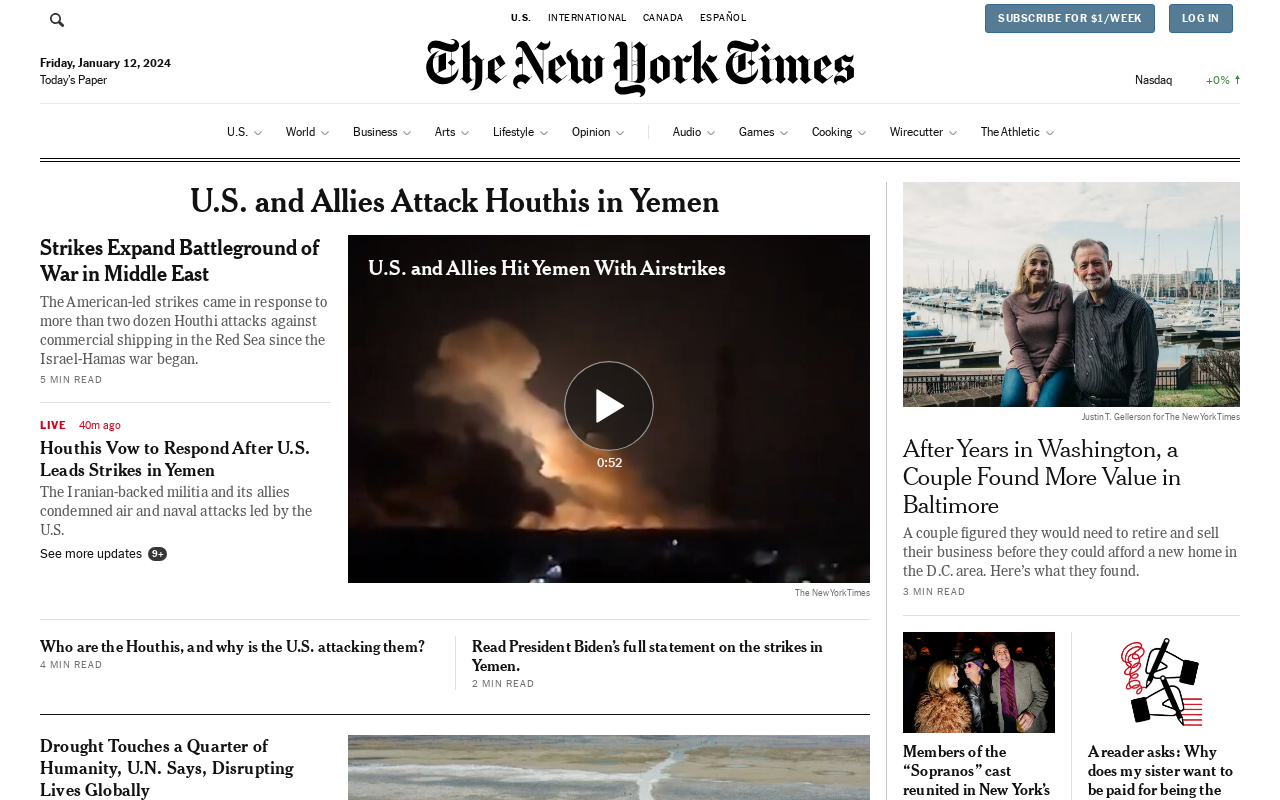 U.S. INTERNATIONAL CANADA ESPAÑOL
SUBSCRIBE FOR $1/WEEK LOG IN
The New York Times
Friday, January 12, 2024
Today's Paper
Nasdaq +0%
U.S. World Business Arts Lifestyle Opinion Audio Games Cooking Wirecutter The Athletic
U.S. and Allies Attack Houthis in Yemen
Strikes Expand Battleground of
War in Middle East
The American-led strikes came in response to
more than two dozen Houthi attacks against
commercial shipping in the Red Sea since the
Israel-Hamas war began.
5 MIN READ
LIVE 40m ago
Houthis Vow to Respond After U.S.
Leads Strikes in Yemen
The Iranian-backed militia and its allies
condemned air and naval attacks led by the
U.S.
See more updates 9+
U.S. and Allies Hit Yemen With Airstrikes
0:52
The New York Times
Who are the Houthis, and why is the U.S. attacking them?
4 MIN READ
Read President Biden's full statement on the strikes in
Yemen.
2 MIN READ
Drought Touches a Quarter of
Humanity, U.N. Says, Disrupting
Lives Globally
Justin T. Gellerson for The New York Times
After Years in Washington, a
Couple Found More Value in
Baltimore
A couple figured they would need to retire and sell
their business before they could afford a new home in
the D.C. area. Here's what they found.
3 MIN READ
Members of the
“Sopranos” cast
reunited in New York's
A reader asks: Why
does my sister want to
be paid for being the